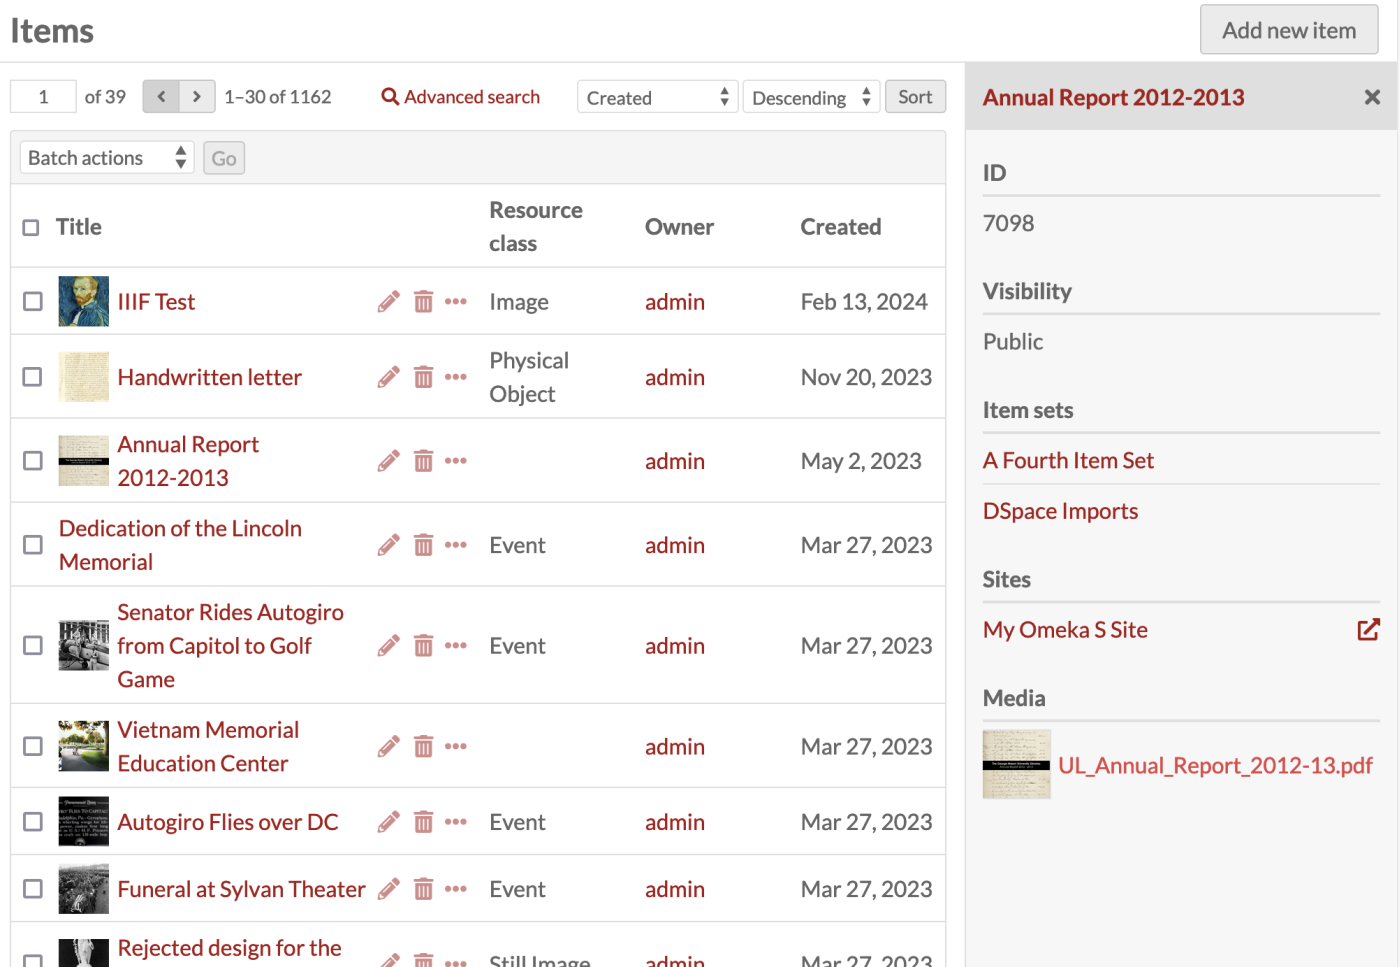 Items
Add new item
1 of 39 1–30 of 1162 Advanced search Created Descending Sort
Batch actions Go
Title Resource class Owner Created
IIIF Test Image admin Feb 13, 2024
Handwritten letter Physical Object admin Nov 20, 2023
Annual Report 2012-2013 admin May 2, 2023
Dedication of the Lincoln Memorial Event admin Mar 27, 2023
Senator Rides Autogiro from Capitol to Golf Game Event admin Mar 27, 2023
Vietnam Memorial Education Center admin Mar 27, 2023
Autogiro Flies over DC Event admin Mar 27, 2023
Funeral at Sylvan Theater Event admin Mar 27, 2023
Rejected design for the Still Image admin Mar 27, 2023
Annual Report 2012-2013
ID
7098
Visibility
Public
Item sets
A Fourth Item Set
DSpace Imports
Sites
My Omeka S Site
Media
UL_Annual_Report_2012-13.pdf